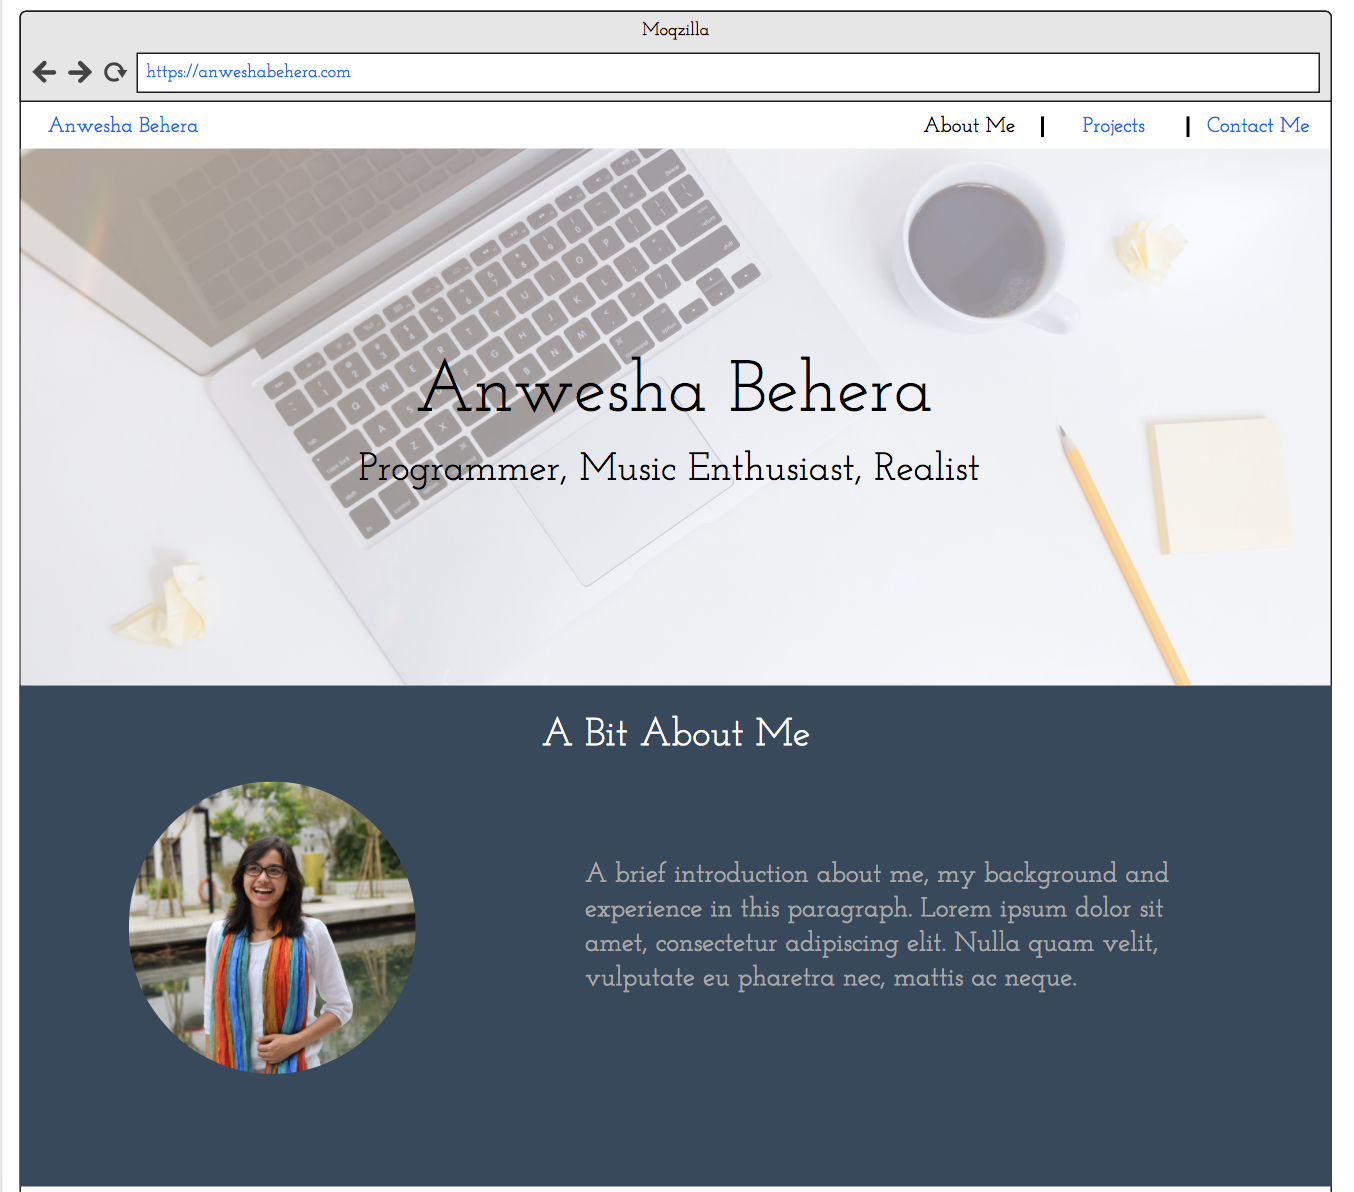 Moqzilla
https://anweshabehera.com
Anwesha Behera
About Me | Projects | Contact Me
Anwesha Behera
Programmer, Music Enthusiast, Realist
A Bit About Me
A brief introduction about me, my background and
experience in this paragraph. Lorem ipsum dolor sit
amet, consectetur adipiscing elit. Nulla quam velit,
vulputate eu pharetra nec, mattis ac neque.